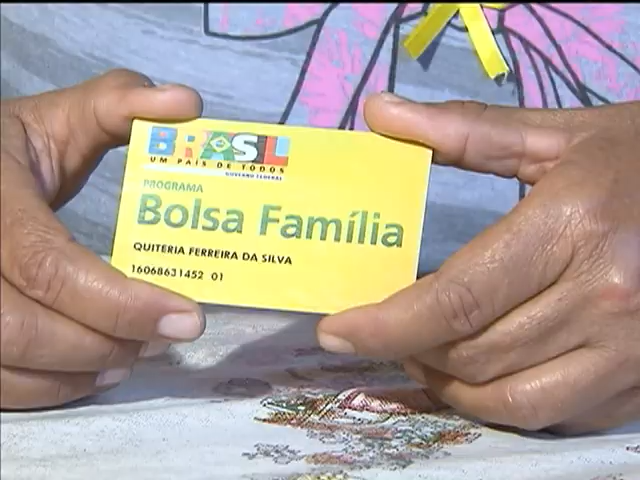 BRASIL
UM PAÍS DE TODOS
GOVERNO FEDERAL
PROGRAMA
Bolsa Família
QUITERIA FERREIRA DA SILVA
16068631452 01